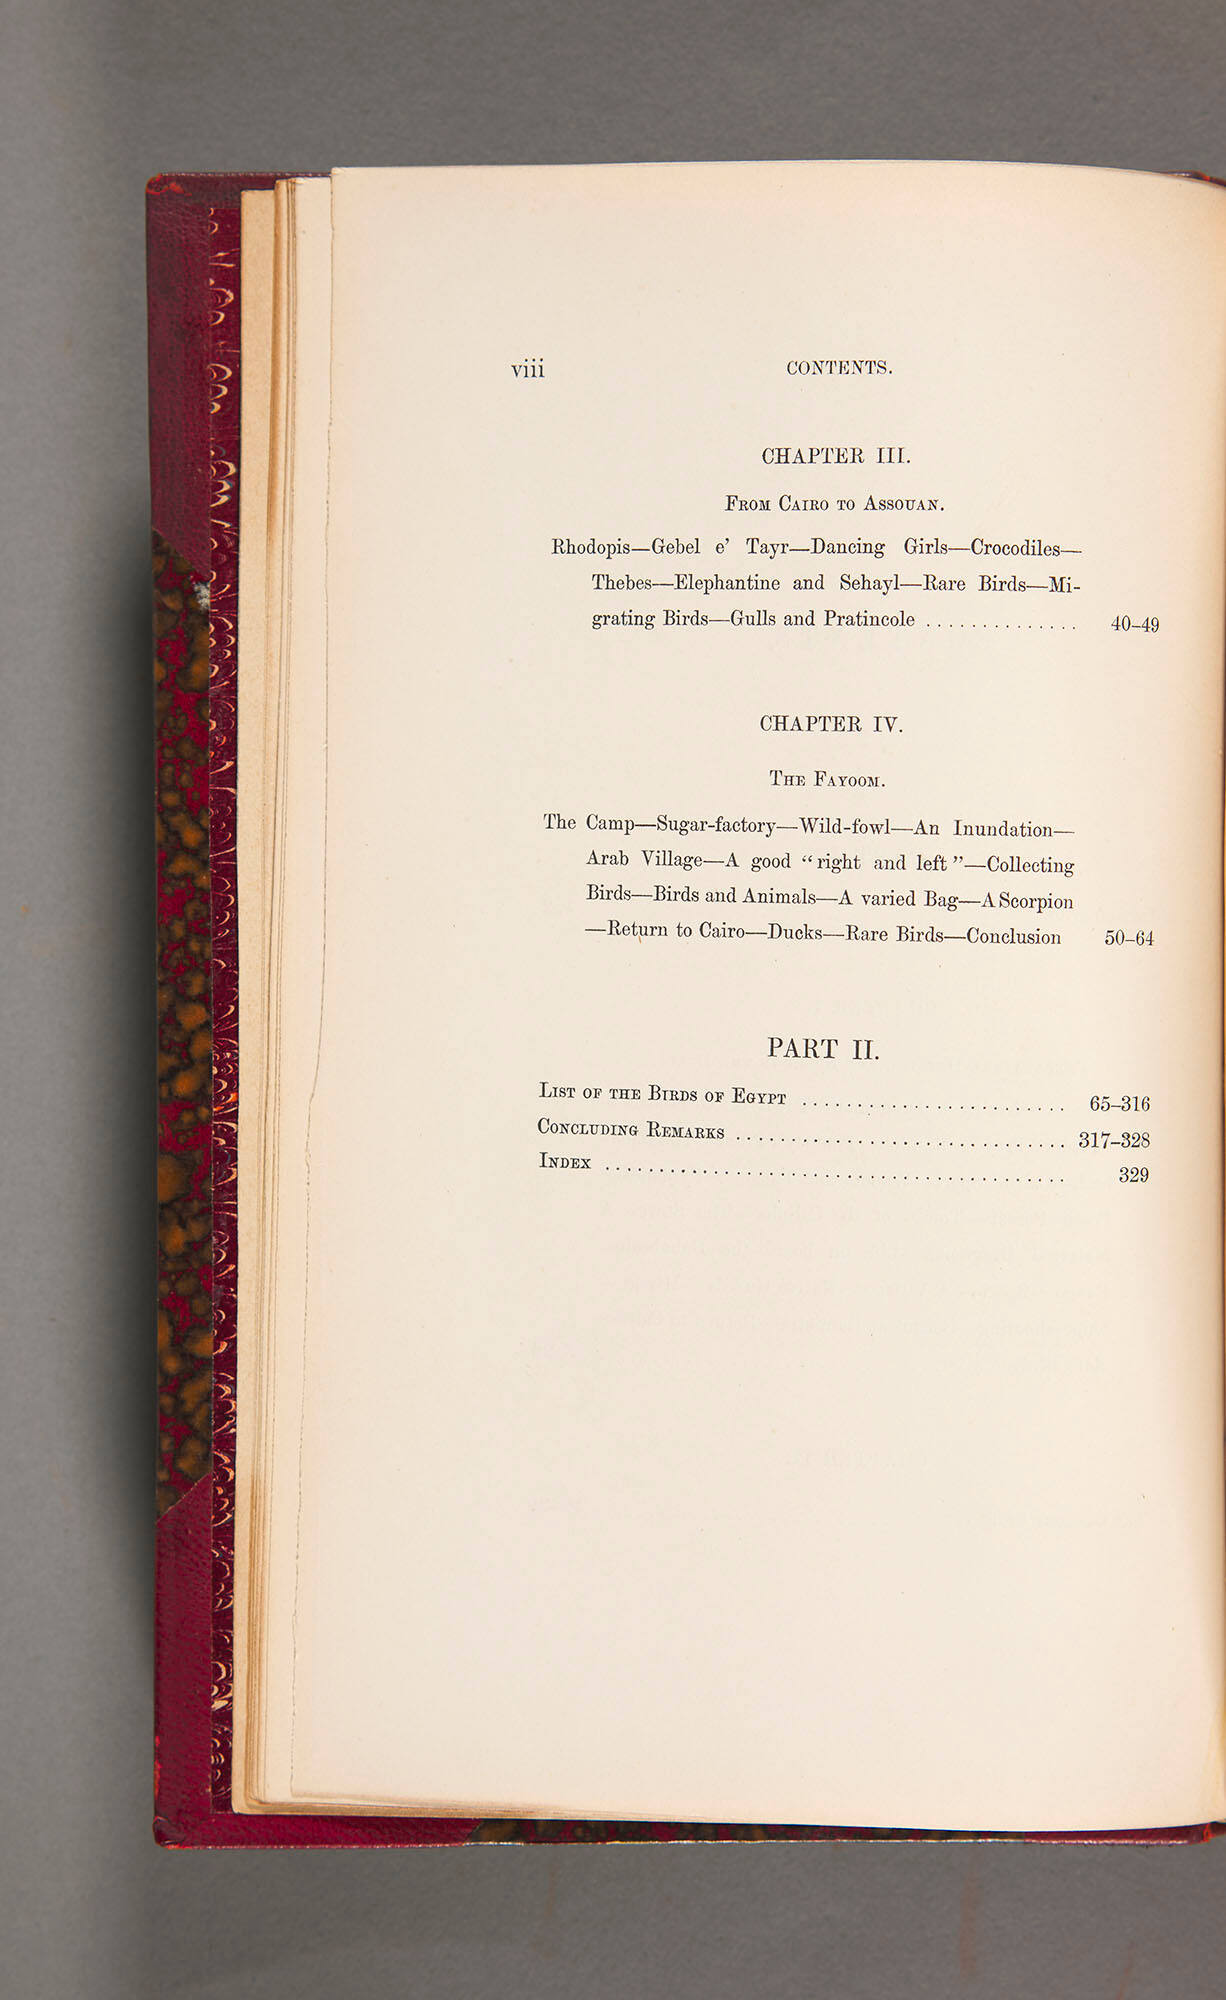 viii CONTENTS.
CHAPTER III.
From Cairo to Assouan.
Rhodopis—Gebel e' Tayr—Dancing Girls—Crocodiles—
Thebes—Elephantine and Sehayl—Rare Birds—Mi-
grating Birds—Gulls and Pratincole .............. 40–49
CHAPTER IV.
The Fayoom.
The Camp—Sugar-factory—Wild-fowl—An Inundation—
Arab Village—A good “right and left”—Collecting
Birds—Birds and Animals—A varied Bag—A Scorpion
—Return to Cairo—Ducks—Rare Birds—Conclusion 50–64
PART II.
List of the Birds of Egypt ......................... 65–316
Concluding Remarks ............................... 317–328
Index ........................................... 329